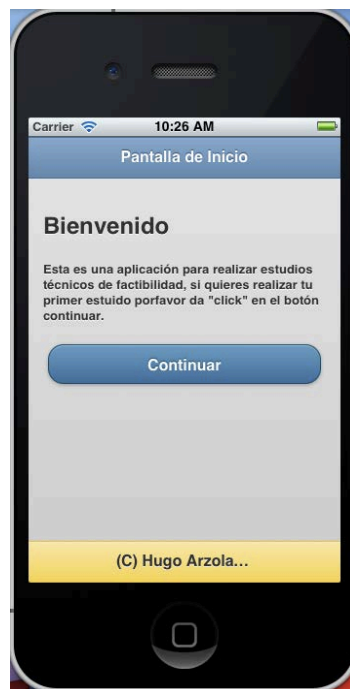 Carrier 10:26 AM
Pantalla de Inicio
Bienvenido
Esta es una aplicación para realizar estudios
técnicos de factibilidad, si quieres realizar tu
primer estuido porfavor da "click" en el botón
continuar.
Continuar
(C) Hugo Arzola...